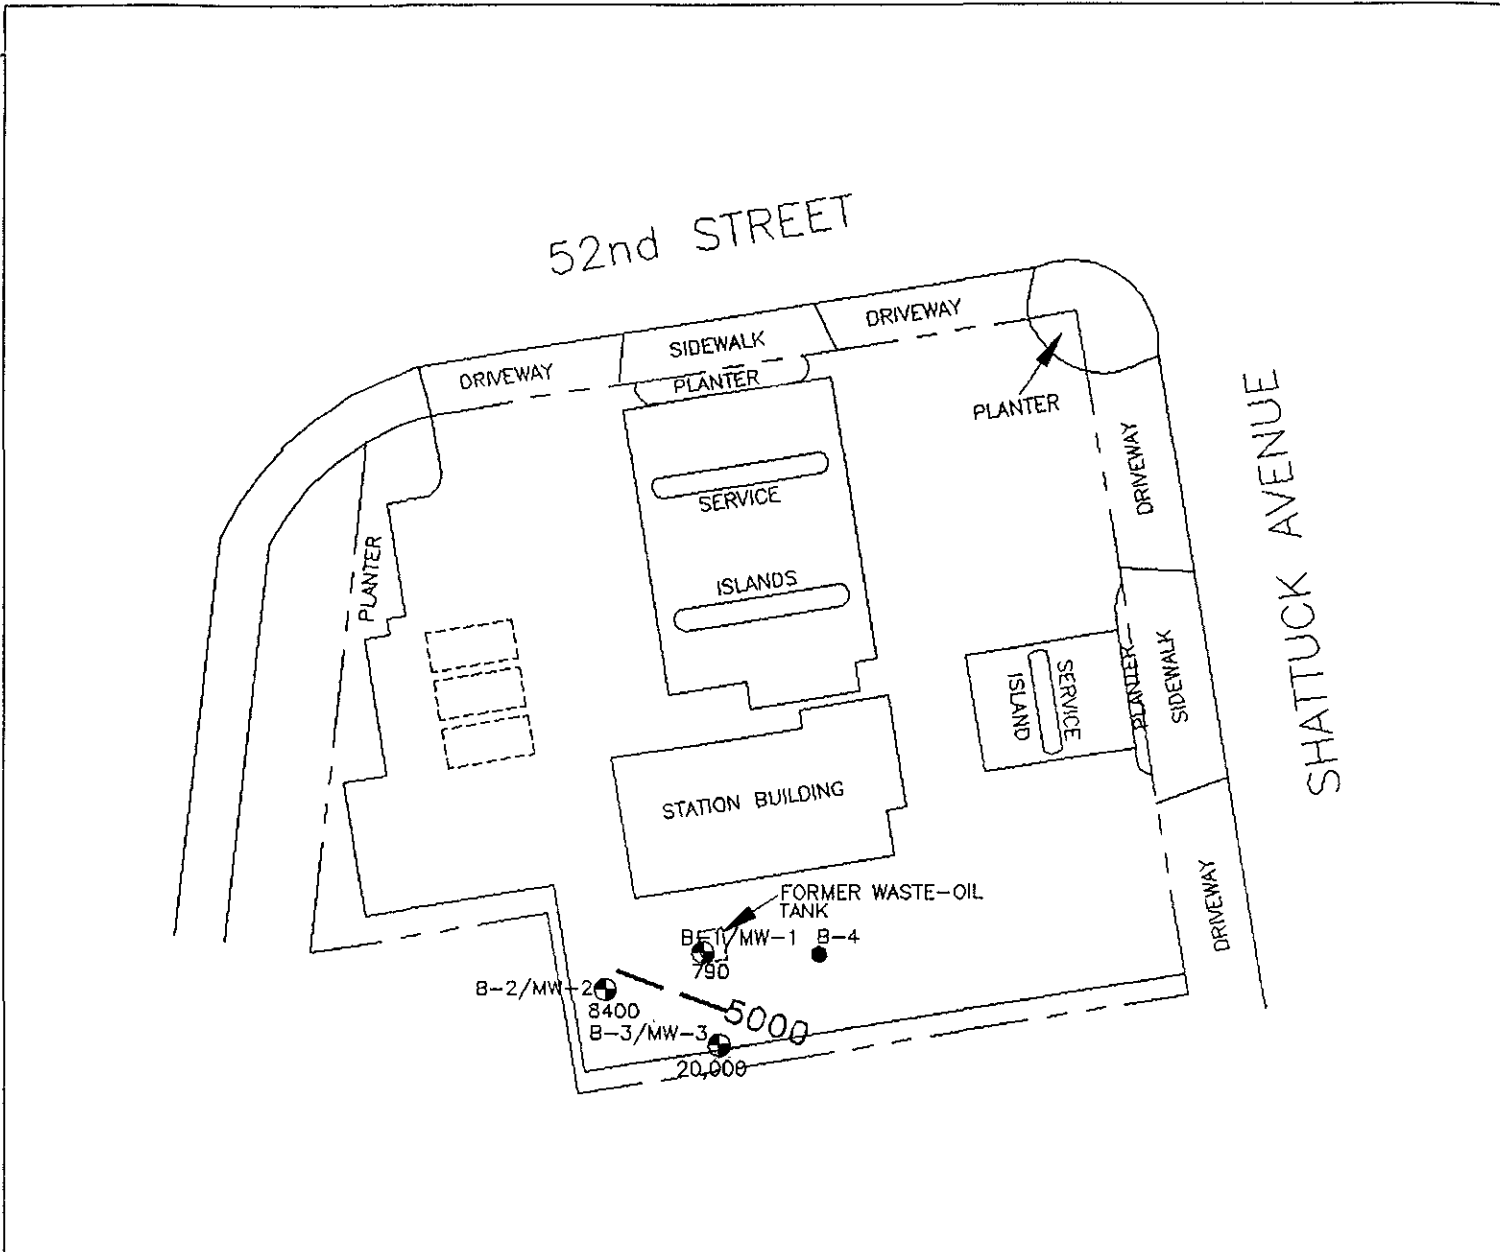 52nd STREET
DRIVEWAY
SIDEWALK
DRIVEWAY
PLANTER
PLANTER
DRIVEWAY
SHATTUCK AVENUE
SERVICE
ISLANDS
PLANTER
SERVICE
ISLAND
PLANTER
SIDEWALK
STATION BUILDING
DRIVEWAY
FORMER WASTE-OIL
TANK
B-1/MW-1
B-4
790
B-2/MW-2
8400
5000
B-3/MW-3
20,000